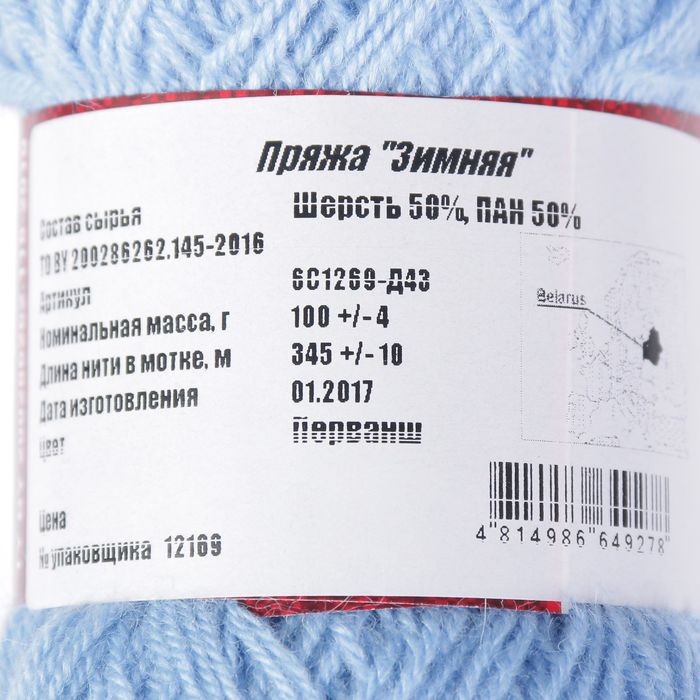 Пряжа "Зимняя"
Состав сырья Шерсть 50%, ПАН 50%
ТО BY 200286262.145-2016
Артикул 6С1269-Д43
Номинальная масса, г 100 +/- 4
Длина нити в мотке, м 345 +/- 10
Дата изготовления 01.2017
Цвет Перванш
Belarus
Цена
№ упаковщика 12169
4 814986 649278